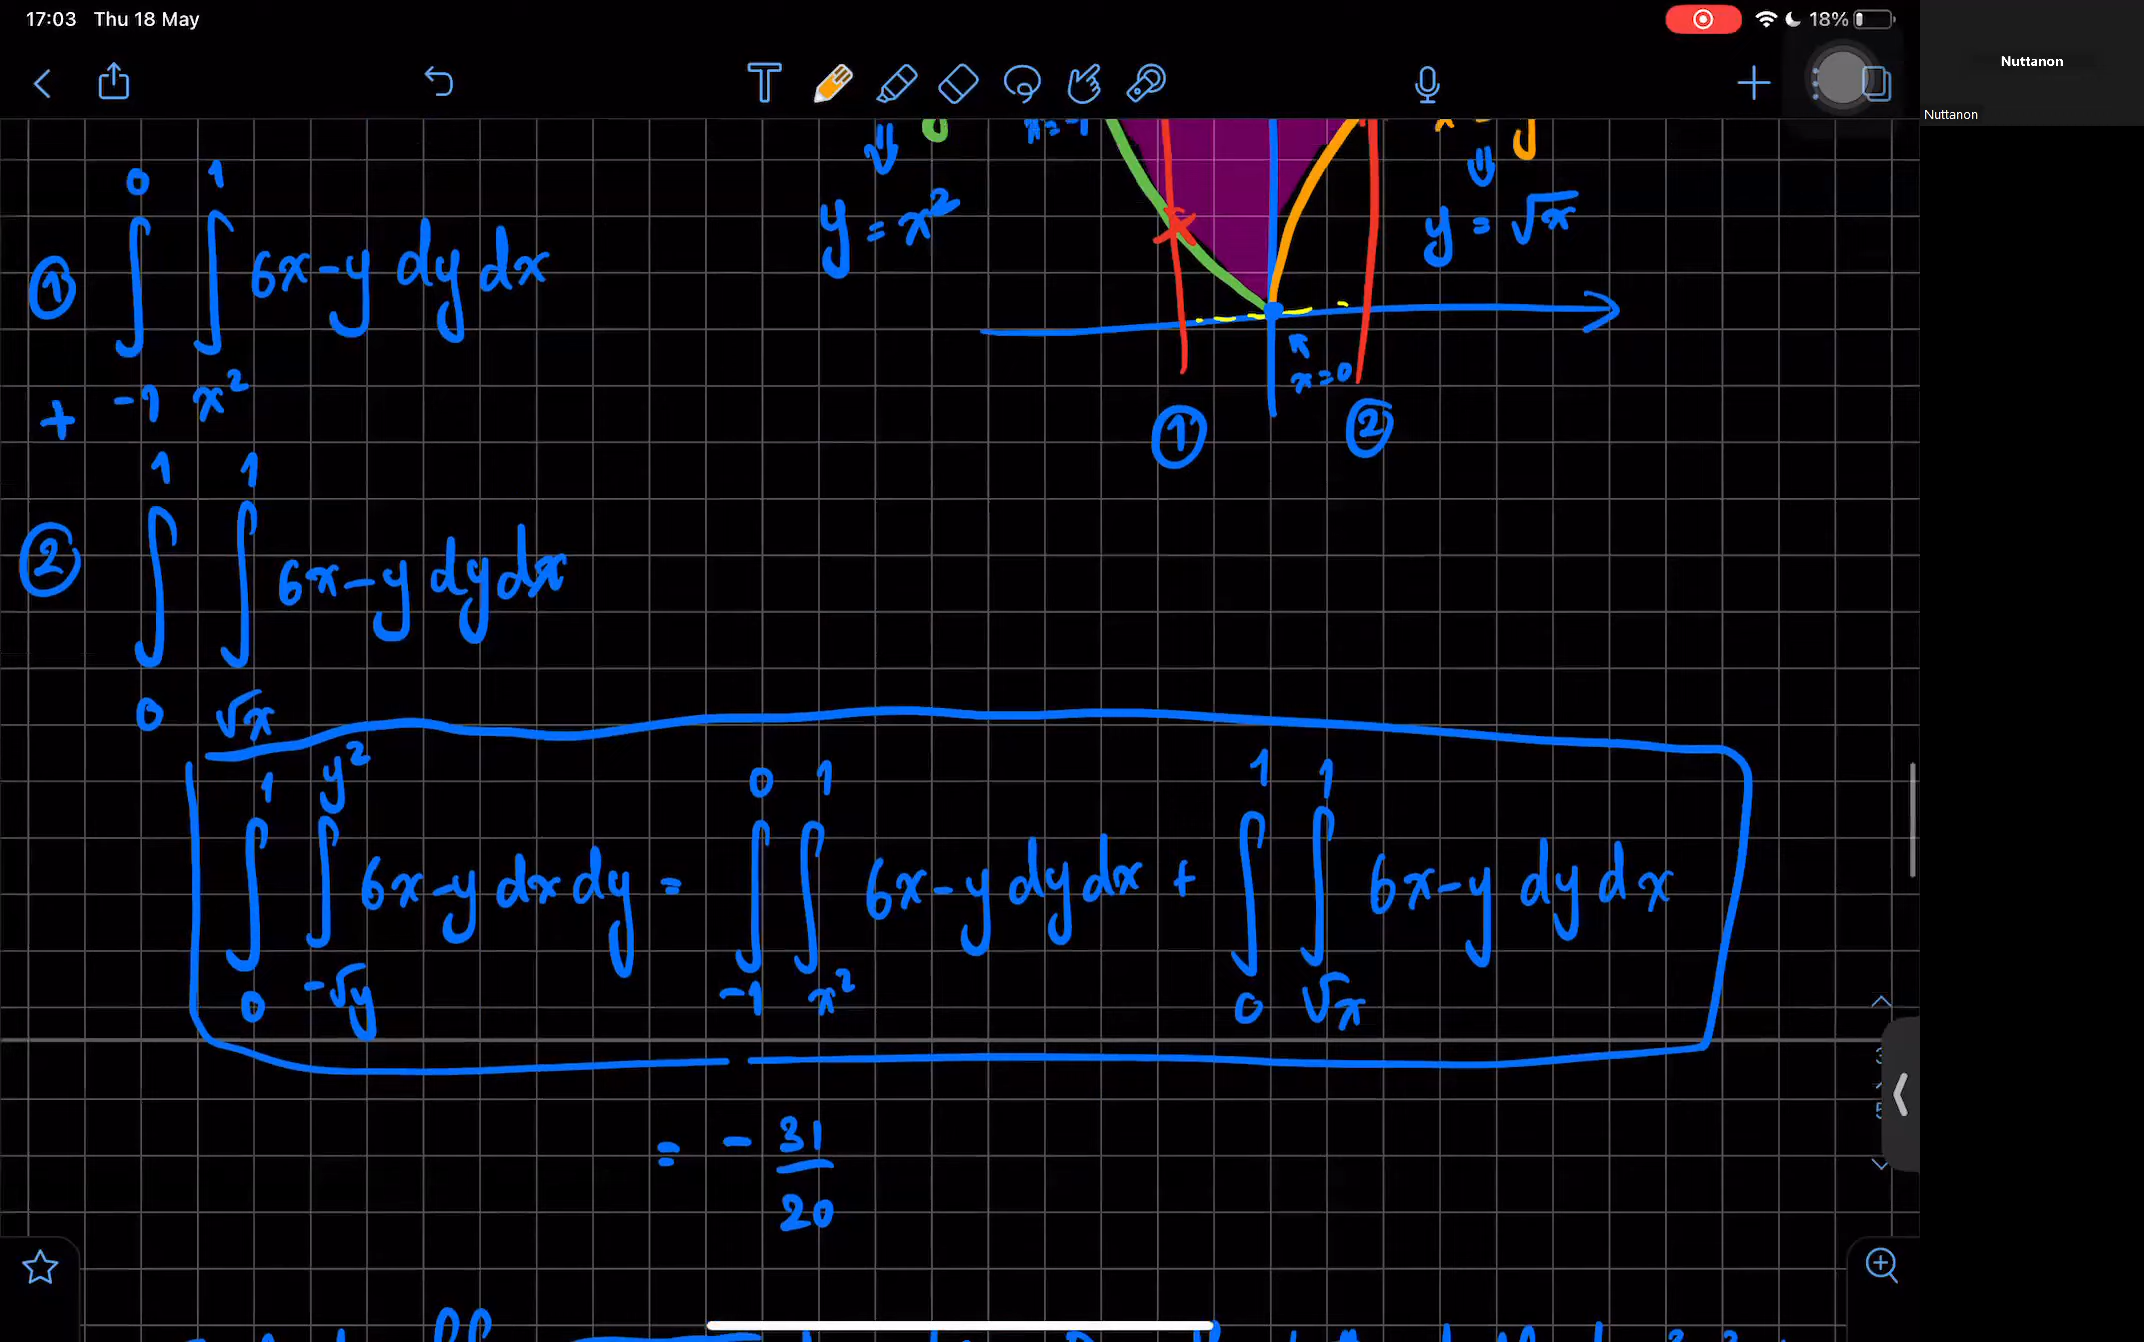 17:03 Thu 18 May
18%
Nuttanon
Nuttanon
x=-1
y = x²
y = √x
x=0
① ②
① ∫_{-1}^{0} ∫_{x²}^{1} 6x-y dy dx
+
② ∫_{0}^{1} ∫_{√x}^{1} 6x-y dy dx
∫_{0}^{1} ∫_{-√y}^{y²} 6x-y dx dy = ∫_{-1}^{0} ∫_{x²}^{1} 6x-y dy dx + ∫_{0}^{1} ∫_{√x}^{1} 6x-y dy dx
= - 31/20